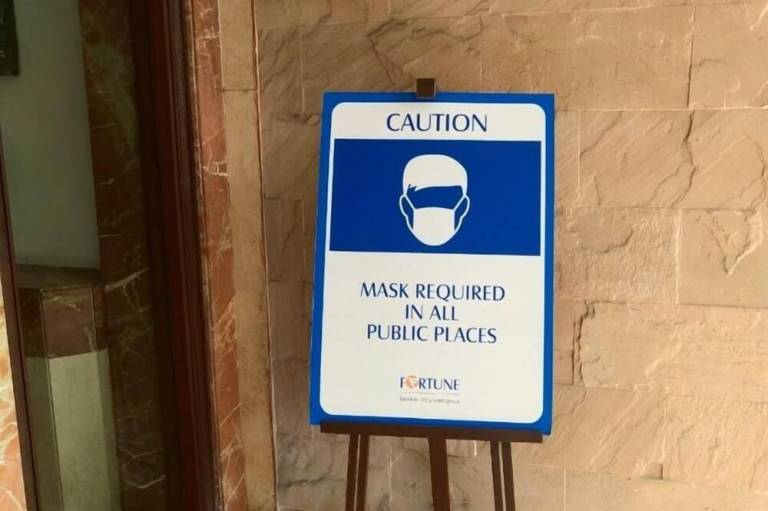 CAUTION
MASK REQUIRED
IN ALL
PUBLIC PLACES
FORTUNE